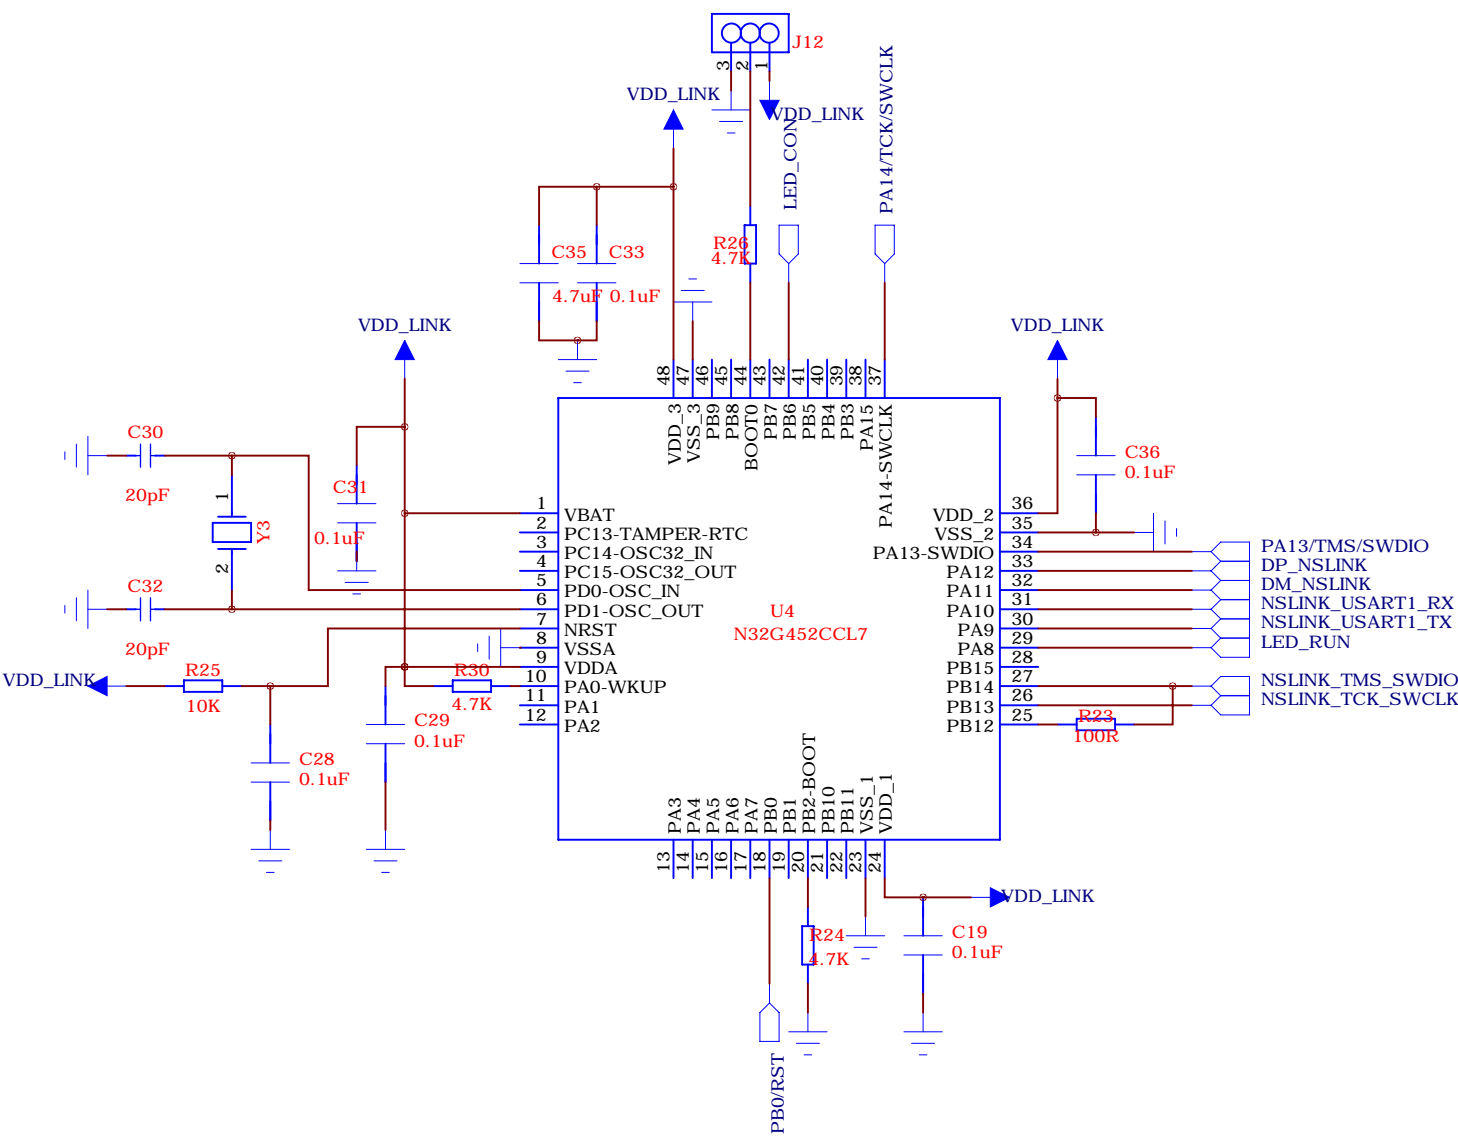 J12
3
2
1
VDD_LINK
VDD_LINK
LED_CON
PA14/TCK/SWCLK
R26
4.7K
C35
4.7uF
C33
0.1uF
VDD_LINK
VDD_LINK
48
47
46
45
44
43
42
41
40
39
38
37
VDD_3
VSS_3
PB9
PB8
BOOT0
PB7
PB6
PB5
PB4
PB3
PA15
PA14-SWCLK
C30
20pF
C31
0.1uF
C36
0.1uF
1
Y3
2
C32
20pF
1 VBAT
2 PC13-TAMPER-RTC
3 PC14-OSC32_IN
4 PC15-OSC32_OUT
5 PD0-OSC_IN
6 PD1-OSC_OUT
7 NRST
8 VSSA
9 VDDA
10 PA0-WKUP
11 PA1
12 PA2
U4
N32G452CCL7
VDD_2 36
VSS_2 35
PA13-SWDIO 34
PA12 33
PA11 32
PA10 31
PA9 30
PA8 29
PB15 28
PB14 27
PB13 26
PB12 25
PA13/TMS/SWDIO
DP_NSLINK
DM_NSLINK
NSLINK_USART1_RX
NSLINK_USART1_TX
LED_RUN
NSLINK_TMS_SWDIO
NSLINK_TCK_SWCLK
R23
100R
VDD_LINK
R25
10K
R30
4.7K
C29
0.1uF
C28
0.1uF
PA3
PA4
PA5
PA6
PA7
PB0
PB1
PB2-BOOT
PB10
PB11
VSS_1
VDD_1
13
14
15
16
17
18
19
20
21
22
23
24
VDD_LINK
R24
4.7K
C19
0.1uF
PB0/RST